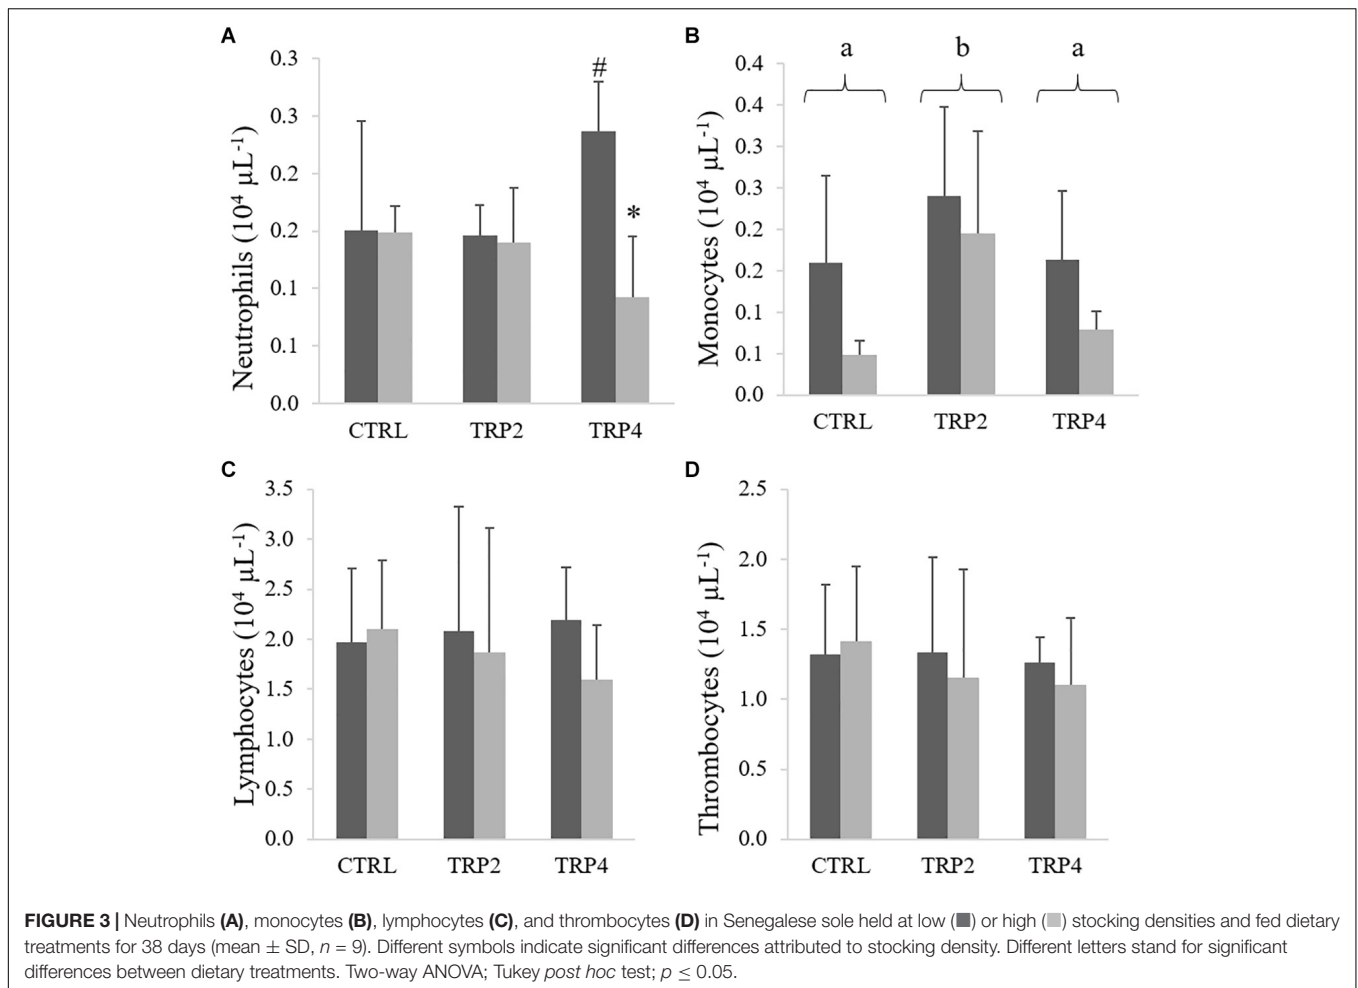 A
Neutrophils (10⁴ µL⁻¹)
0.3
0.3
0.2
0.2
0.1
0.1
0.0
#
*
CTRL TRP2 TRP4
B
Monocytes (10⁴ µL⁻¹)
a b a
0.4
0.4
0.3
0.3
0.2
0.2
0.1
0.1
0.0
CTRL TRP2 TRP4
C
Lymphocytes (10⁴ µL⁻¹)
3.5
3.0
2.5
2.0
1.5
1.0
0.5
0.0
CTRL TRP2 TRP4
D
Thrombocytes (10⁴ µL⁻¹)
2.5
2.0
1.5
1.0
0.5
0.0
CTRL TRP2 TRP4
FIGURE 3 | Neutrophils (A), monocytes (B), lymphocytes (C), and thrombocytes (D) in Senegalese sole held at low (■) or high (■) stocking densities and fed dietary
treatments for 38 days (mean ± SD, n = 9). Different symbols indicate significant differences attributed to stocking density. Different letters stand for significant
differences between dietary treatments. Two-way ANOVA; Tukey post hoc test; p ≤ 0.05.